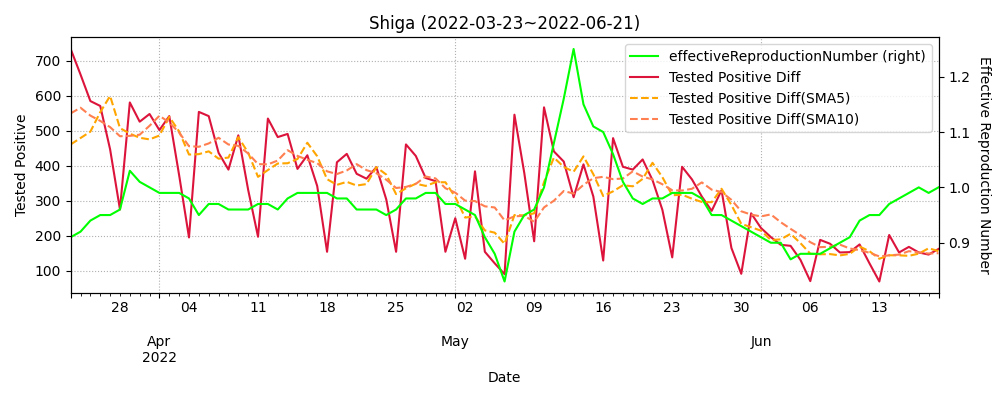 Shiga (2022-03-23~2022-06-21)
effectiveReproductionNumber (right)
Tested Positive Diff
Tested Positive Diff(SMA5)
Tested Positive Diff(SMA10)
Tested Positive
700
600
500
400
300
200
100
1.2
1.1
1.0
0.9
Effective Reproduction Number
28 04 11 18 25 02 09 16 23 30 06 13
Apr May Jun
2022
Date